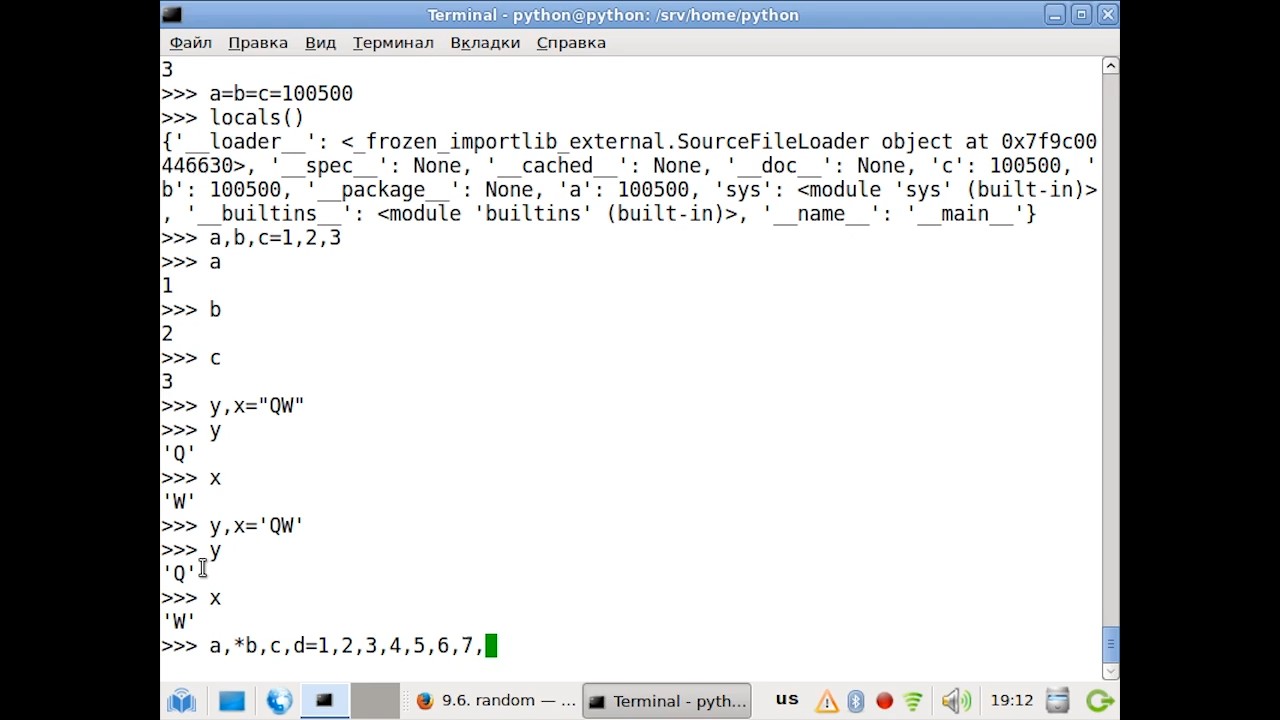 Terminal - python@python: /srv/home/python
Файл Правка Вид Терминал Вкладки Справка
3
>>> a=b=c=100500
>>> locals()
{'__loader__': <_frozen_importlib_external.SourceFileLoader object at 0x7f9c00
446630>, '__spec__': None, '__cached__': None, '__doc__': None, 'c': 100500, '
b': 100500, '__package__': None, 'a': 100500, 'sys': <module 'sys' (built-in)>
, '__builtins__': <module 'builtins' (built-in)>, '__name__': '__main__'}
>>> a,b,c=1,2,3
>>> a
1
>>> b
2
>>> c
3
>>> y,x="QW"
>>> y
'Q'
>>> x
'W'
>>> y,x='QW'
>>> y
'Q'
>>> x
'W'
>>> a,*b,c,d=1,2,3,4,5,6,7,
9.6. random — ... Terminal - pyth... us 19:12